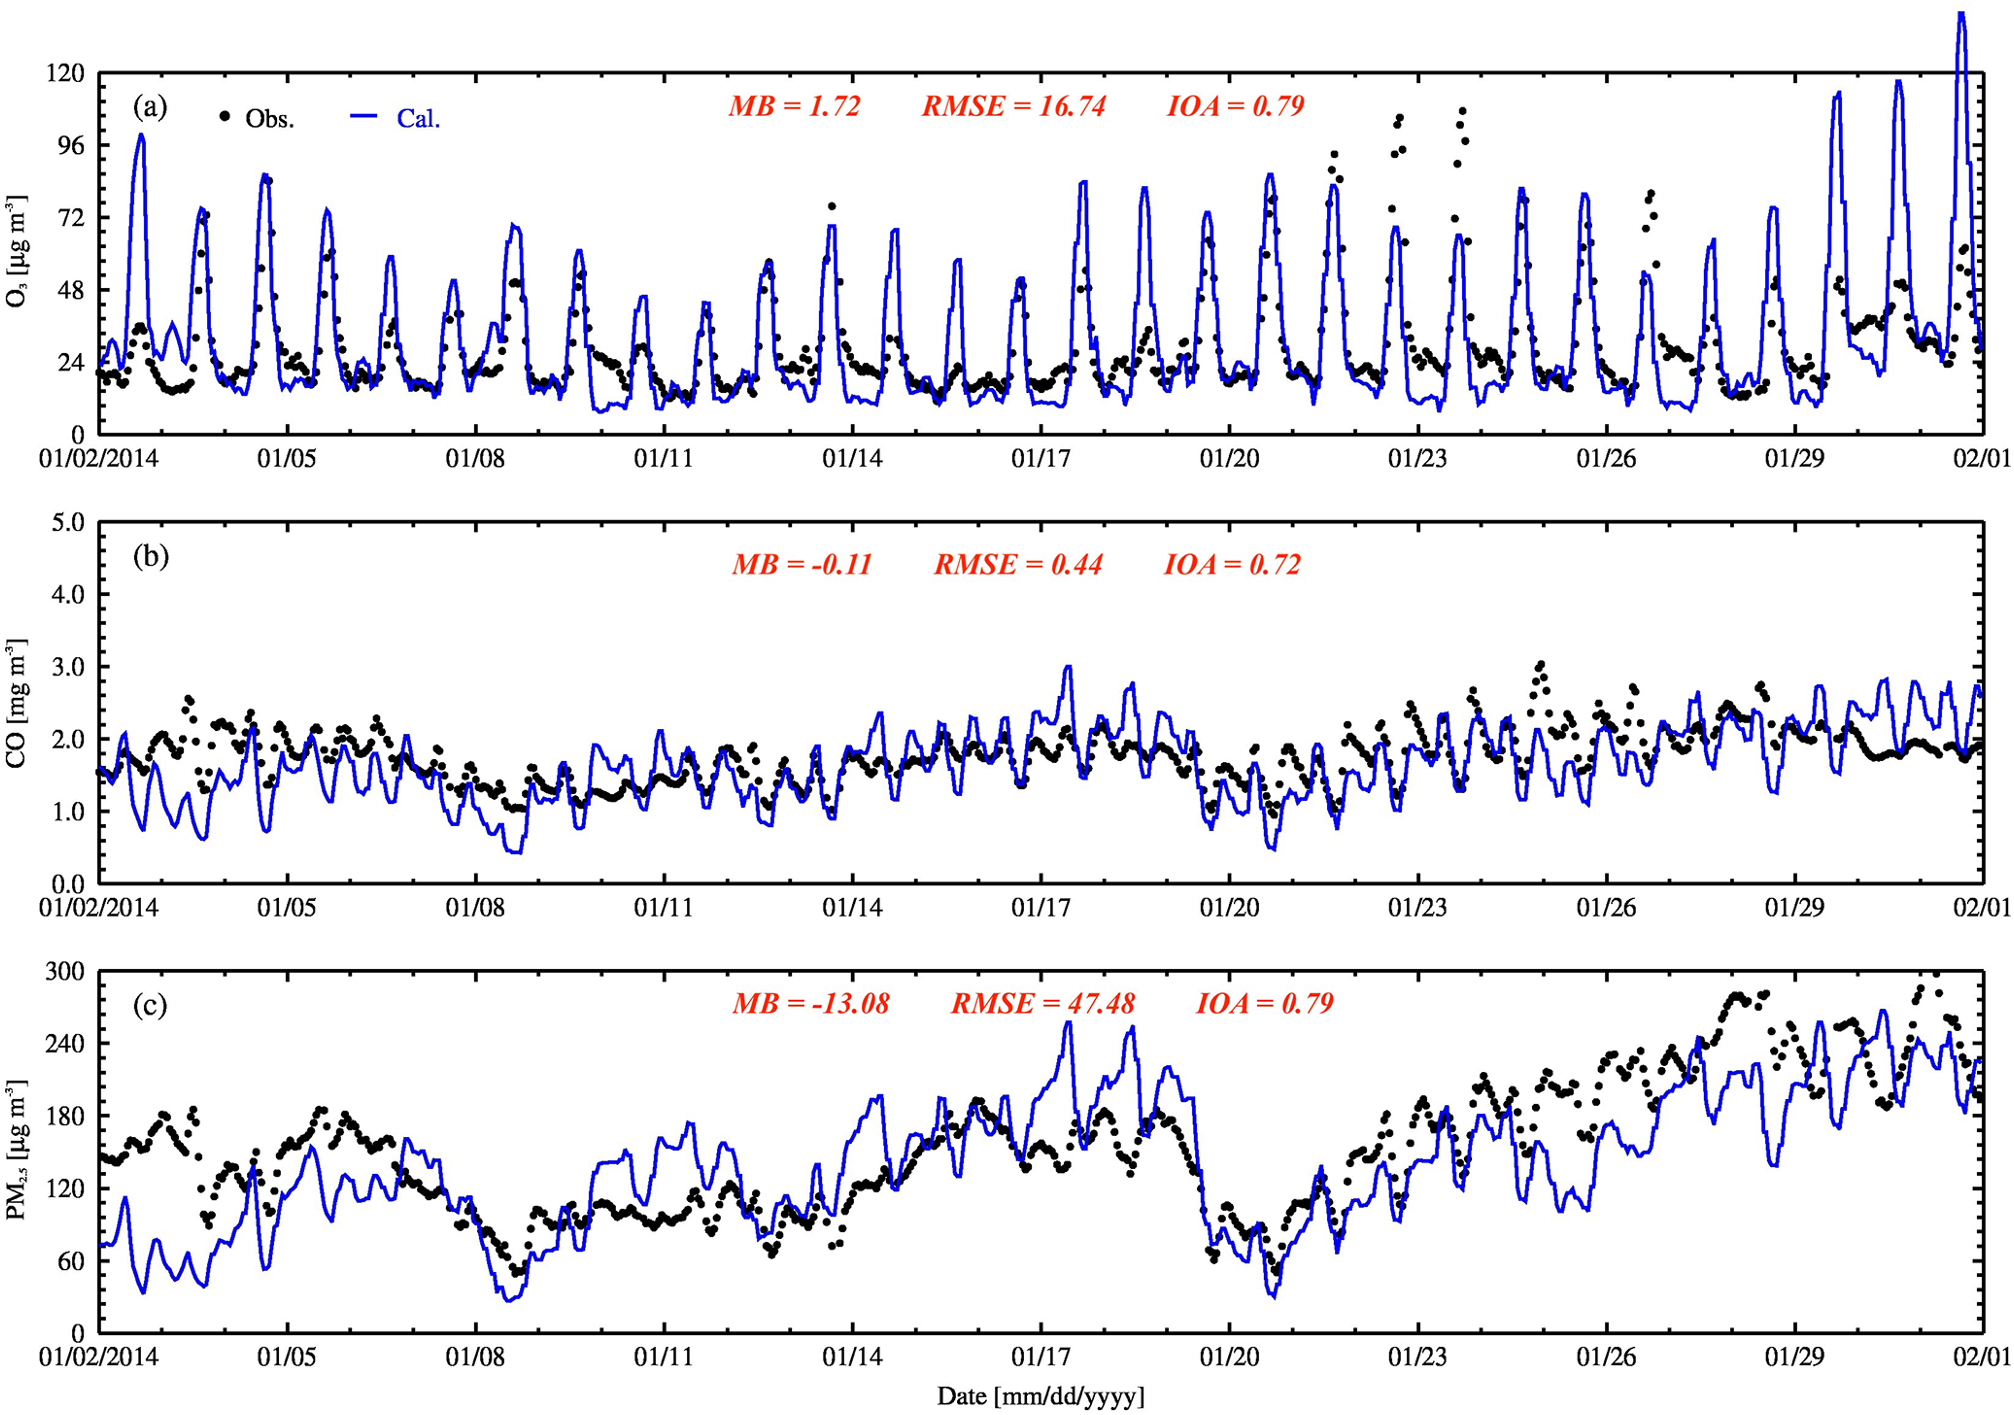 120
(a)
Obs.
Cal.
MB = 1.72 RMSE = 16.74 IOA = 0.79
96
72
48
24
0
O₃ [µg m⁻³]
01/02/2014 01/05 01/08 01/11 01/14 01/17 01/20 01/23 01/26 01/29 02/01
5.0
(b)
MB = -0.11 RMSE = 0.44 IOA = 0.72
4.0
3.0
2.0
1.0
0.0
CO [mg m⁻³]
01/02/2014 01/05 01/08 01/11 01/14 01/17 01/20 01/23 01/26 01/29 02/01
300
(c)
MB = -13.08 RMSE = 47.48 IOA = 0.79
240
180
120
60
0
PM₂.₅ [µg m⁻³]
01/02/2014 01/05 01/08 01/11 01/14 01/17 01/20 01/23 01/26 01/29 02/01
Date [mm/dd/yyyy]